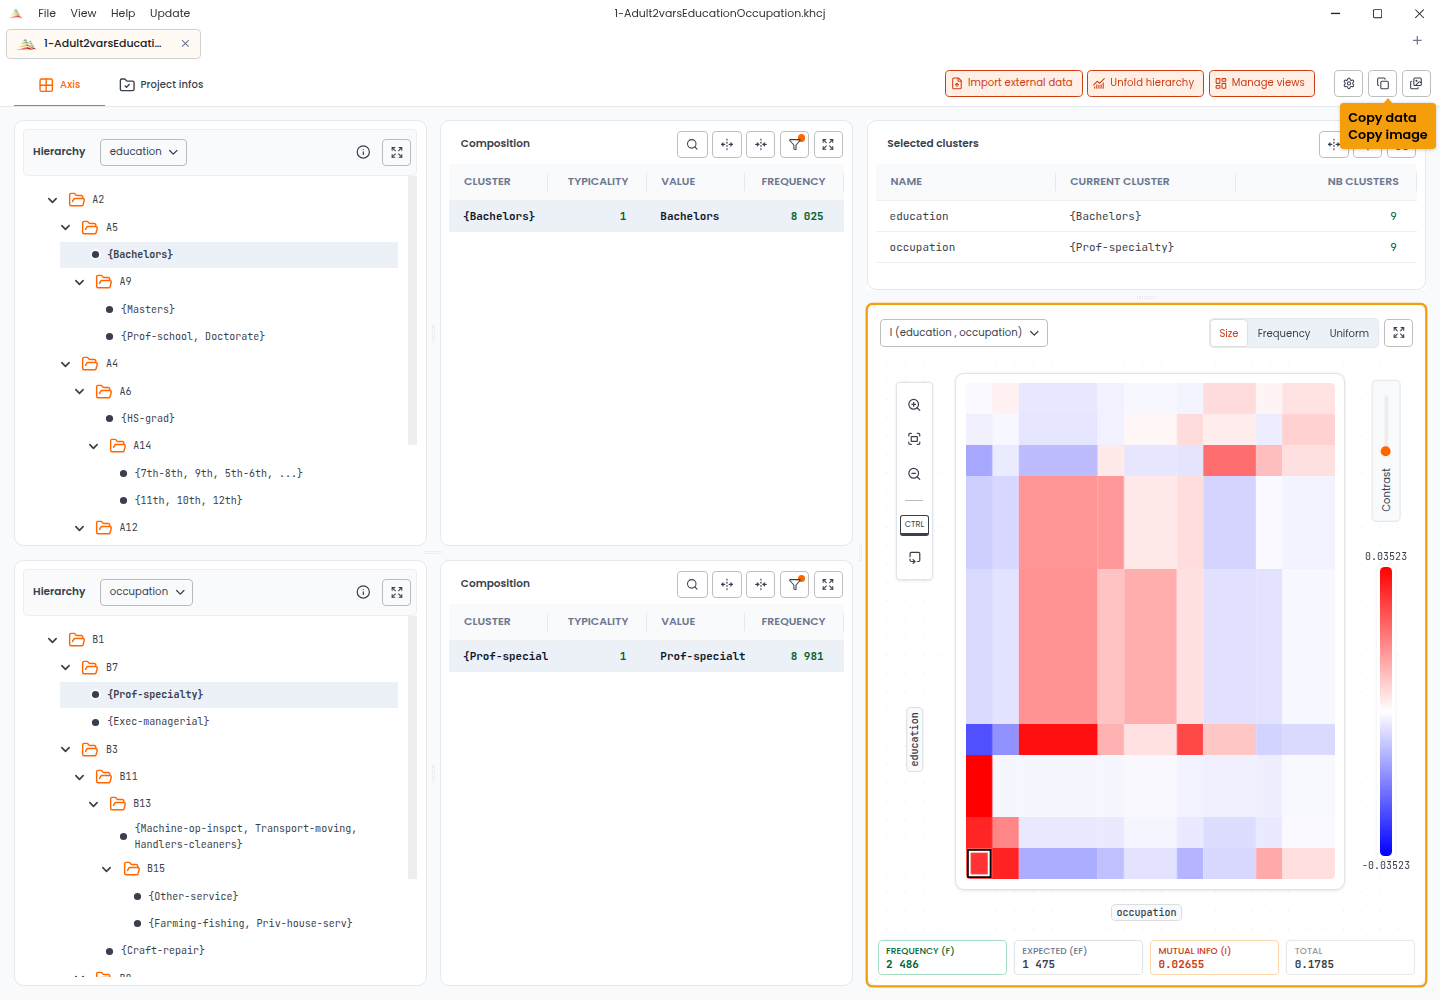 File View Help Update
1-Adult2varsEducationOccupation.khcj
1-Adult2varsEducati...
Axis
Project infos
Import external data
Unfold hierarchy
Manage views
Copy data
Copy image
Hierarchy
education
A2
A5
{Bachelors}
A9
{Masters}
{Prof-school, Doctorate}
A4
A6
{HS-grad}
A14
{7th-8th, 9th, 5th-6th, ...}
{11th, 10th, 12th}
A12
Composition
CLUSTER TYPICALITY VALUE FREQUENCY
{Bachelors} 1 Bachelors 8 025
Selected clusters
NAME CURRENT CLUSTER NB CLUSTERS
education {Bachelors} 9
occupation {Prof-specialty} 9
Hierarchy
occupation
B1
B7
{Prof-specialty}
{Exec-managerial}
B3
B11
B13
{Machine-op-inspct, Transport-moving,
Handlers-cleaners}
B15
{Other-service}
{Farming-fishing, Priv-house-serv}
{Craft-repair}
Composition
CLUSTER TYPICALITY VALUE FREQUENCY
{Prof-special 1 Prof-specialt 8 981
I (education , occupation)
Size Frequency Uniform
CTRL
Contrast
0.03523
-0.03523
education
occupation
FREQUENCY (F)
2 486
EXPECTED (EF)
1 475
MUTUAL INFO (I)
0.02655
TOTAL
0.1785